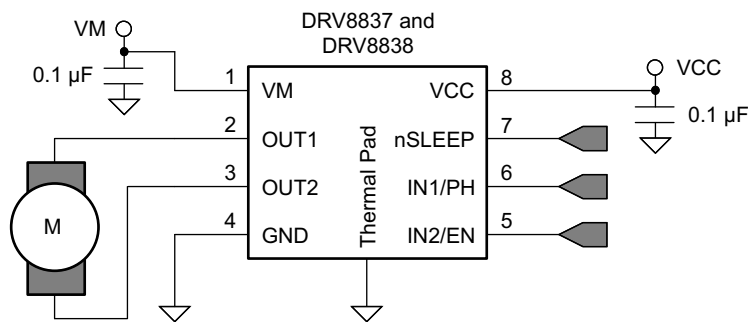 DRV8837 and
DRV8838
VM
0.1 µF
VCC
0.1 µF
1
VM
VCC
8
2
OUT1
nSLEEP
7
3
OUT2
IN1/PH
6
4
GND
IN2/EN
5
Thermal Pad
M